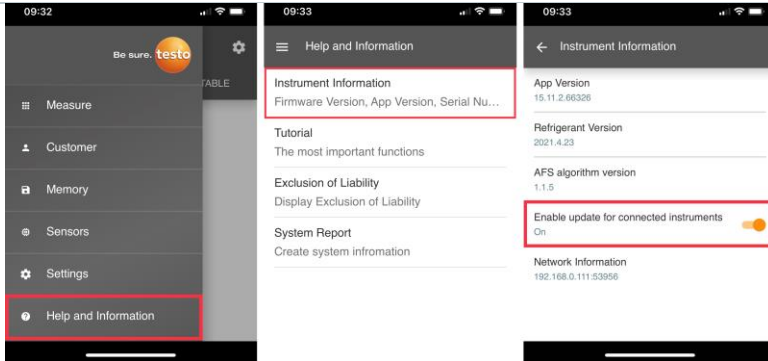 09:32
Be sure. testo
TABLE
Measure
Customer
Memory
Sensors
Settings
Help and Information
09:33
Help and Information
Instrument Information
Firmware Version, App Version, Serial Nu...
Tutorial
The most important functions
Exclusion of Liability
Display Exclusion of Liability
System Report
Create system infromation
09:33
Instrument Information
App Version
15.11.2.66326
Refrigerant Version
2021.4.23
AFS algorithm version
1.1.5
Enable update for connected instruments
On
Network Information
192.168.0.111:53956